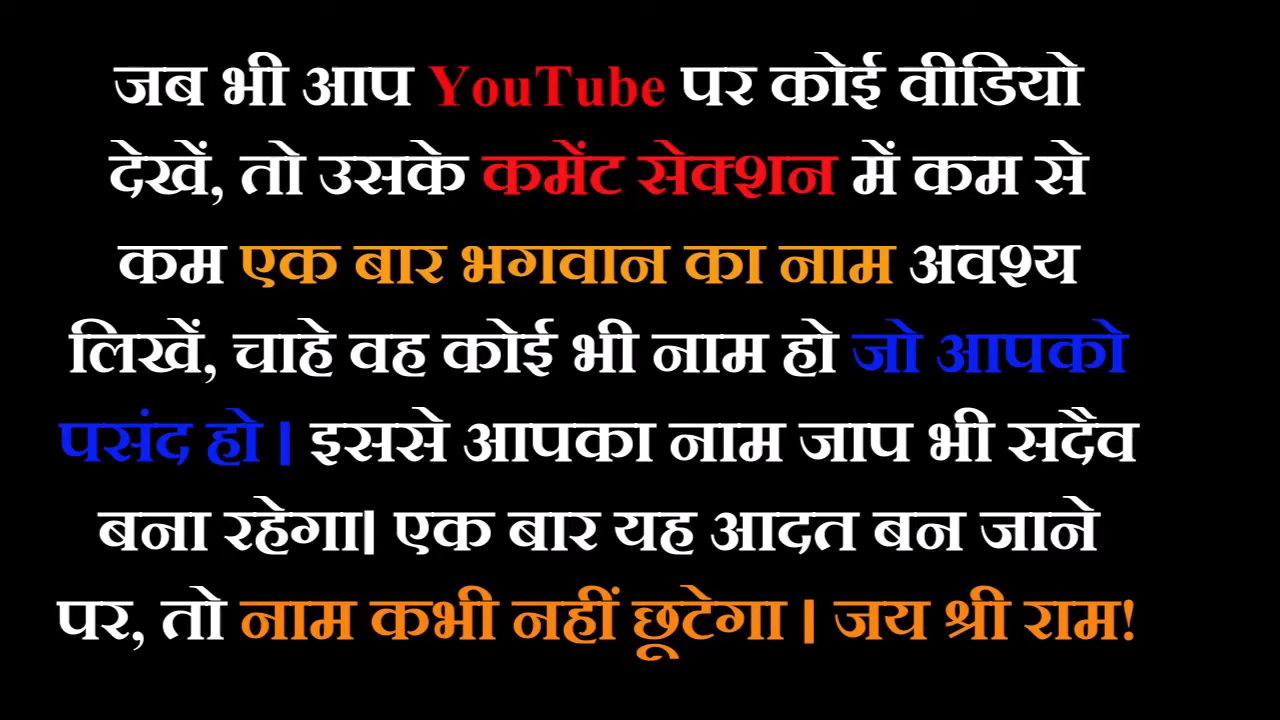 जब भी आप YouTube पर कोई वीडियो
देखें, तो उसके कमेंट सेक्शन में कम से
कम एक बार भगवान का नाम अवश्य
लिखें, चाहे वह कोई भी नाम हो जो आपको
पसंद हो | इससे आपका नाम जाप भी सदैव
बना रहेगा| एक बार यह आदत बन जाने
पर, तो नाम कभी नहीं छूटेगा | जय श्री राम!